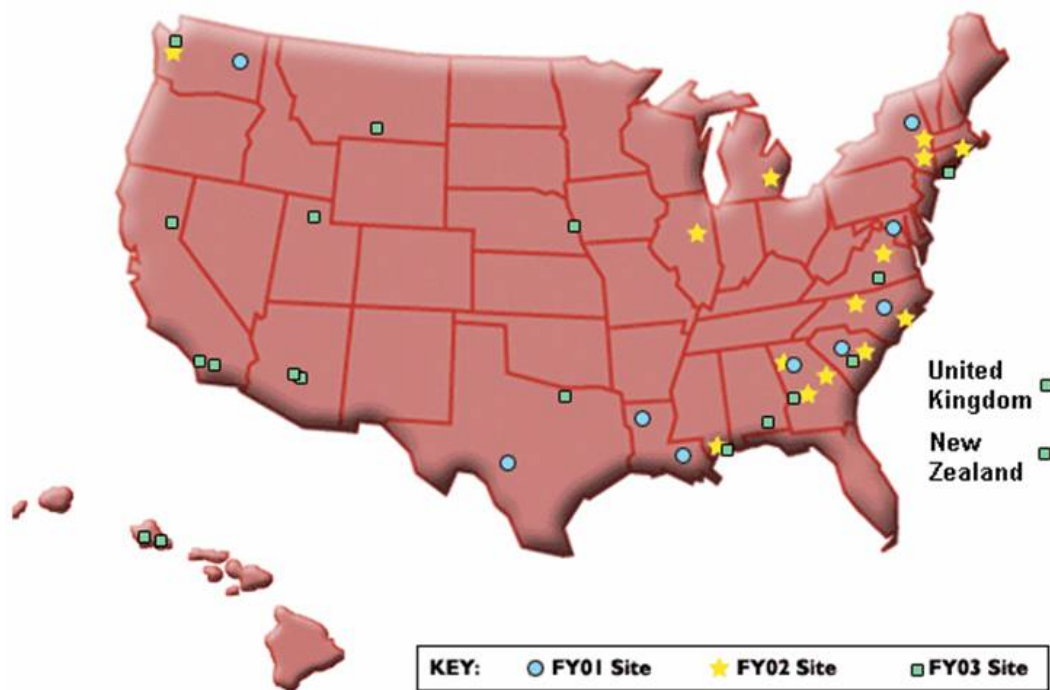 United
Kingdom
New
Zealand
KEY: FY01 Site FY02 Site FY03 Site